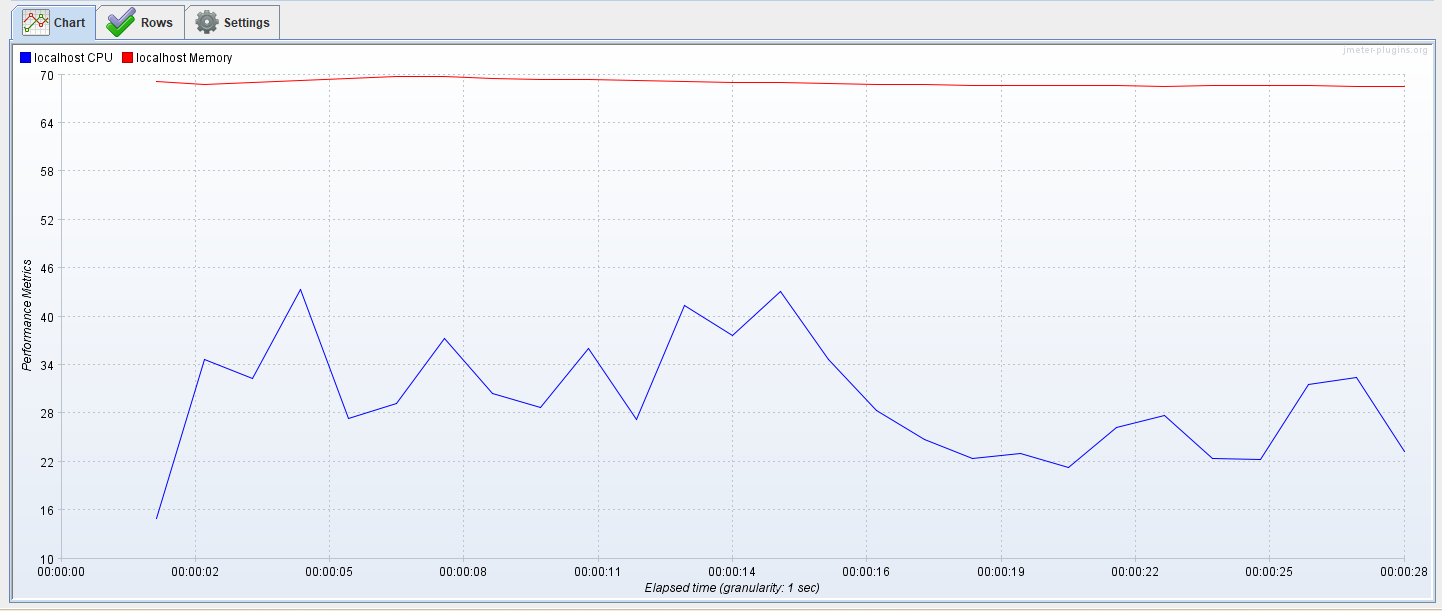 Chart Rows Settings
localhost CPU localhost Memory
jmeter-plugins.org
70
64
58
52
46
40
34
28
22
16
10
Performance Metrics
00:00:00 00:00:02 00:00:05 00:00:08 00:00:11 00:00:14 00:00:16 00:00:19 00:00:22 00:00:25 00:00:28
Elapsed time (granularity: 1 sec)